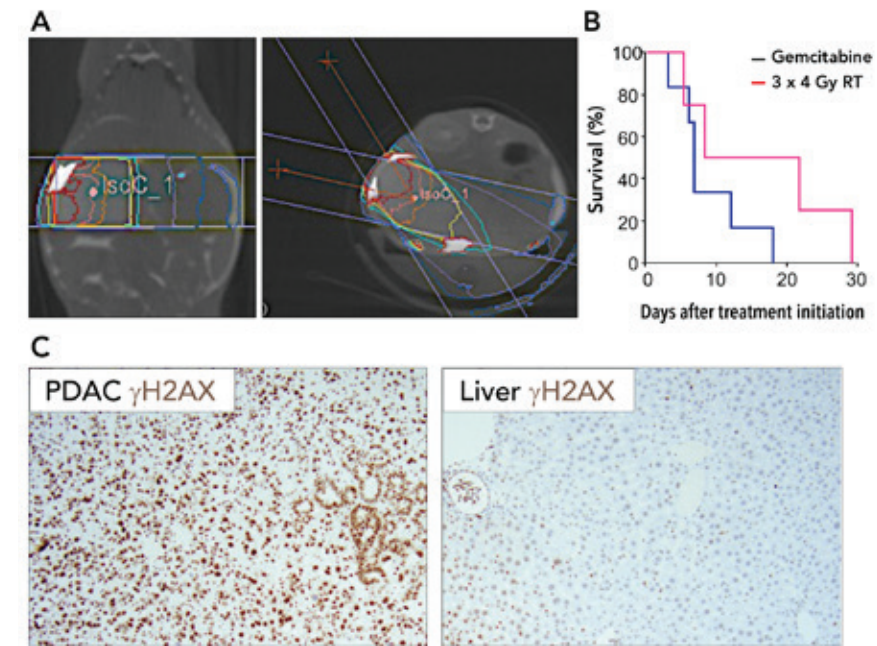 A
IsoC_1
IsoC_1
B
Gemcitabine
3 x 4 Gy RT
Survival (%)
100
80
60
40
20
0
0
10
20
30
Days after treatment initiation
C
PDAC γH2AX
Liver γH2AX